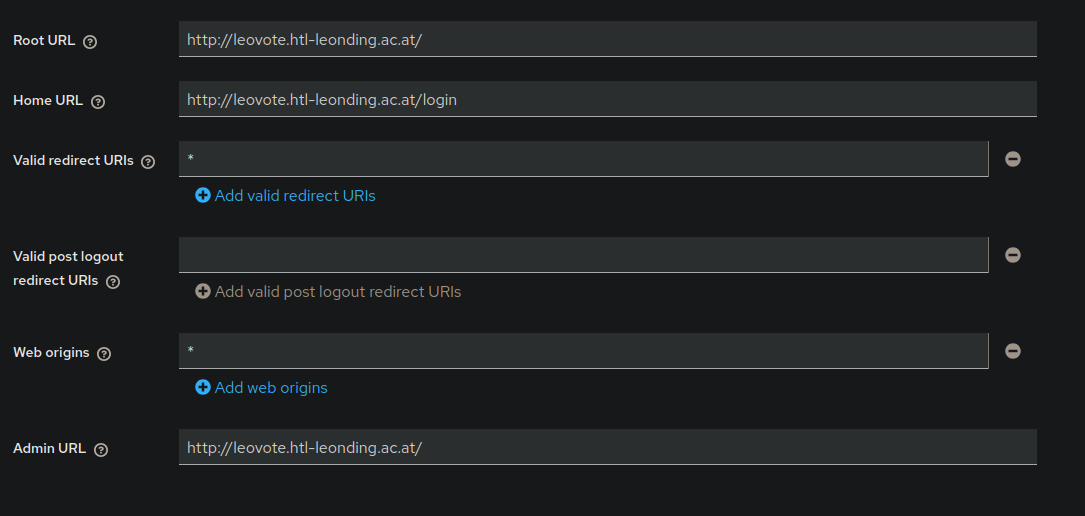 Root URL
http://leovote.htl-leonding.ac.at/
Home URL
http://leovote.htl-leonding.ac.at/login
Valid redirect URIs
*
Add valid redirect URIs
Valid post logout
redirect URIs
Add valid post logout redirect URIs
Web origins
*
Add web origins
Admin URL
http://leovote.htl-leonding.ac.at/